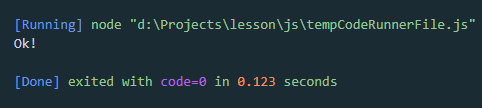 [Running] node "d:\Projects\lesson\js\tempCodeRunnerFile.js"
Ok!
[Done] exited with code=0 in 0.123 seconds